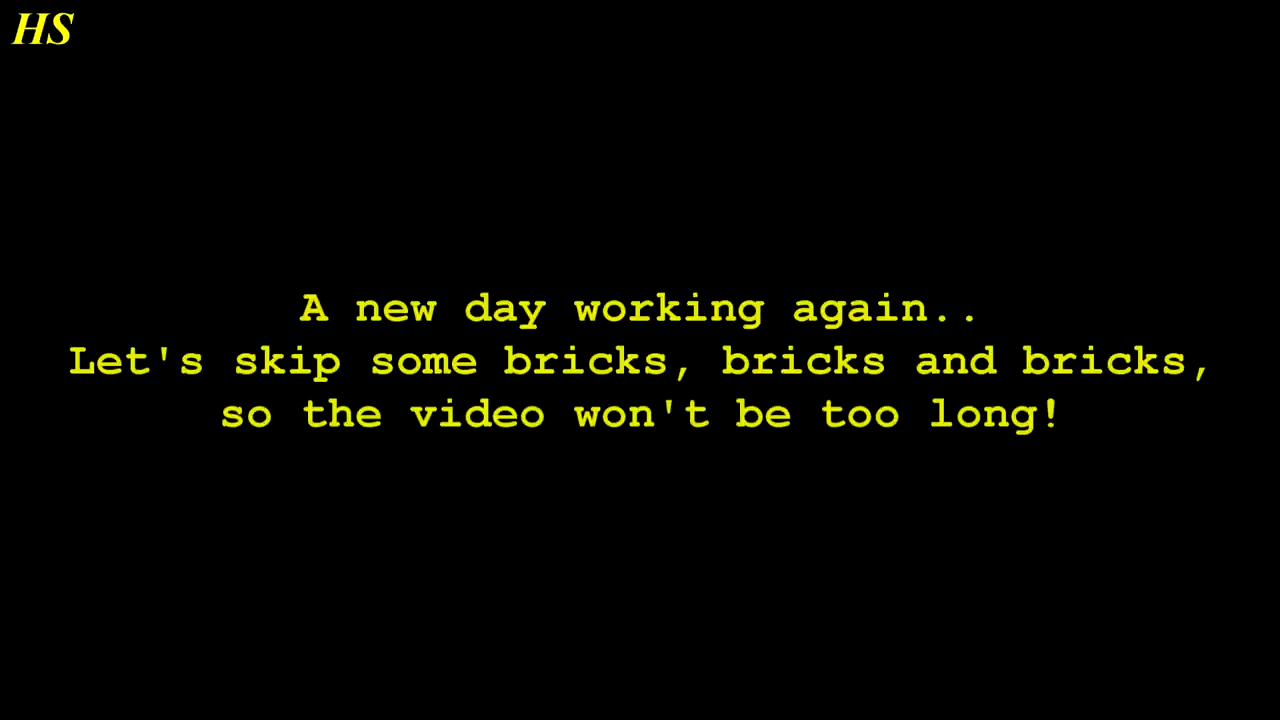 HS
A new day working again..
Let's skip some bricks, bricks and bricks,
so the video won't be too long!